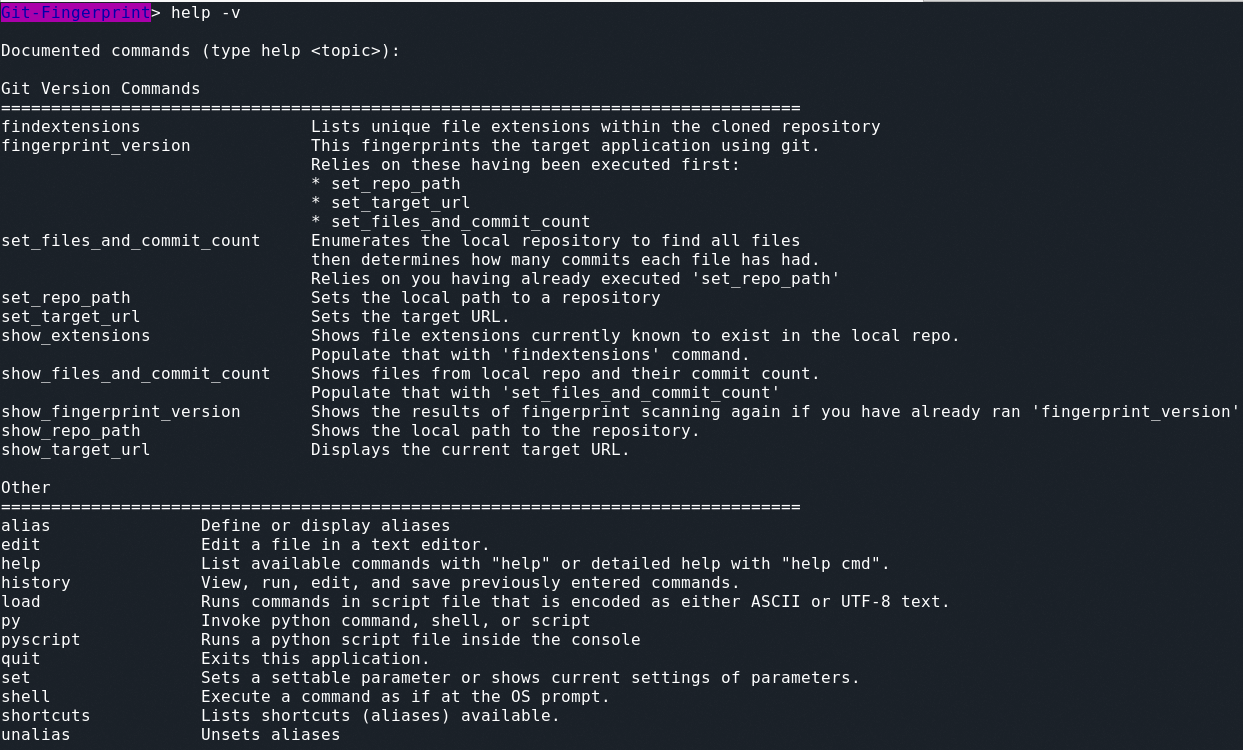 Git-Fingerprint> help -v
Documented commands (type help <topic>):
Git Version Commands
================================================================================
findextensions                 Lists unique file extensions within the cloned repository
fingerprint_version            This fingerprints the target application using git.
                               Relies on these having been executed first:
                               * set_repo_path
                               * set_target_url
                               * set_files_and_commit_count
set_files_and_commit_count     Enumerates the local repository to find all files
                               then determines how many commits each file has had.
                               Relies on you having already executed 'set_repo_path'
set_repo_path                  Sets the local path to a repository
set_target_url                 Sets the target URL.
show_extensions                Shows file extensions currently known to exist in the local repo.
                               Populate that with 'findextensions' command.
show_files_and_commit_count    Shows files from local repo and their commit count.
                               Populate that with 'set_files_and_commit_count'
show_fingerprint_version       Shows the results of fingerprint scanning again if you have already ran 'fingerprint_version'
show_repo_path                 Shows the local path to the repository.
show_target_url                Displays the current target URL.
Other
================================================================================
alias               Define or display aliases
edit                Edit a file in a text editor.
help                List available commands with "help" or detailed help with "help cmd".
history             View, run, edit, and save previously entered commands.
load                Runs commands in script file that is encoded as either ASCII or UTF-8 text.
py                  Invoke python command, shell, or script
pyscript            Runs a python script file inside the console
quit                Exits this application.
set                 Sets a settable parameter or shows current settings of parameters.
shell               Execute a command as if at the OS prompt.
shortcuts           Lists shortcuts (aliases) available.
unalias             Unsets aliases